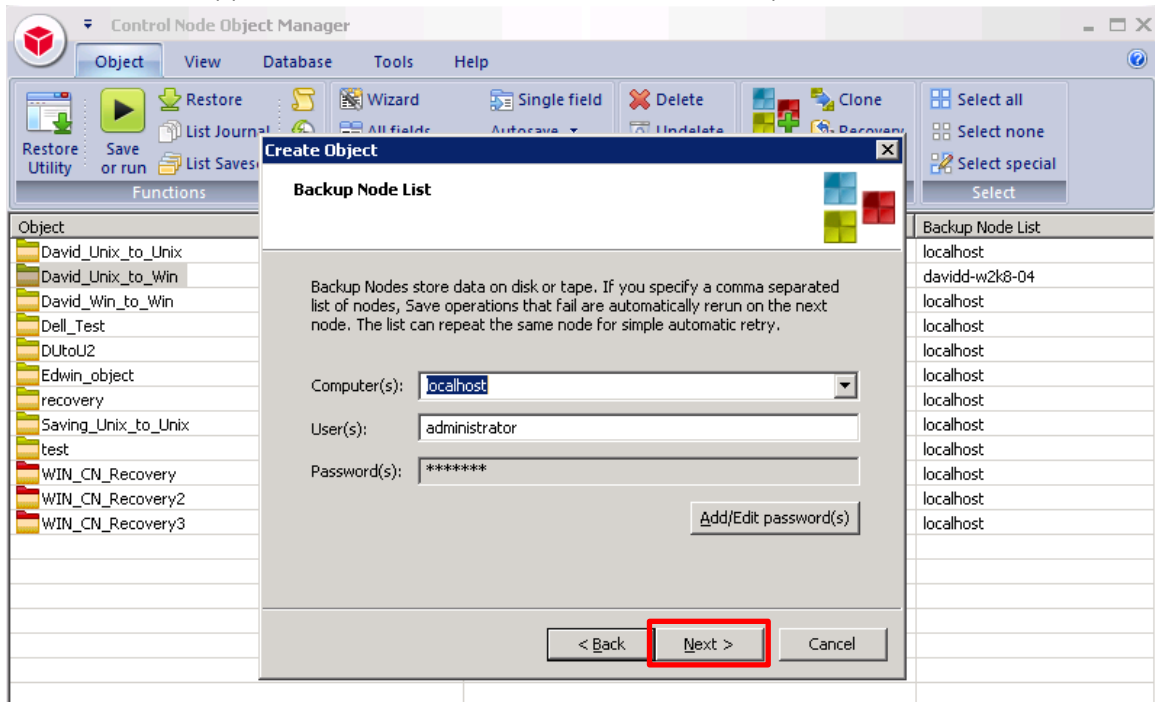 Control Node Object Manager
Object View Database Tools Help
Restore Utility
Save or run
Restore
List Journal
List Saves
Functions
Wizard
All fields
Single field
Autosave
Delete
Undelete
Clone
Recovery
Select all
Select none
Select special
Select
Create Object
Backup Node List
Backup Nodes store data on disk or tape. If you specify a comma separated
list of nodes, Save operations that fail are automatically rerun on the next
node. The list can repeat the same node for simple automatic retry.
Computer(s): localhost
User(s): administrator
Password(s): *******
Add/Edit password(s)
< Back Next > Cancel
Object Backup Node List
David_Unix_to_Unix localhost
David_Unix_to_Win davidd-w2k8-04
David_Win_to_Win localhost
Dell_Test localhost
DUtoU2 localhost
Edwin_object localhost
recovery localhost
Saving_Unix_to_Unix localhost
test localhost
WIN_CN_Recovery localhost
WIN_CN_Recovery2 localhost
WIN_CN_Recovery3 localhost